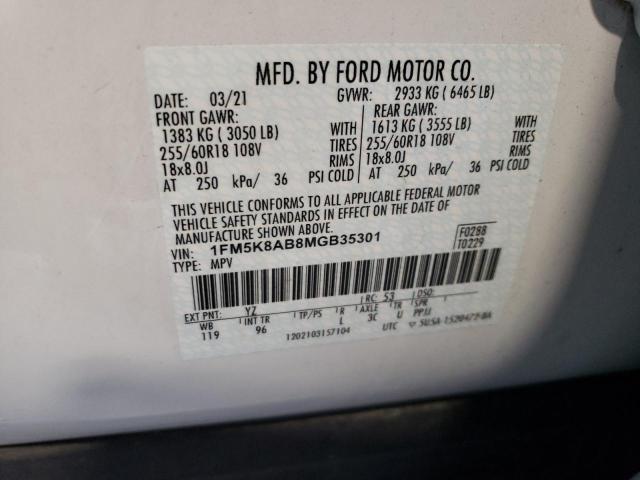 MFD. BY FORD MOTOR CO.
DATE: 03/21 GVWR: 2933 KG ( 6465 LB)
FRONT GAWR: REAR GAWR:
1383 KG ( 3050 LB) WITH 1613 KG ( 3555 LB) WITH
255/60R18 108V TIRES 255/60R18 108V TIRES
18x8.0J RIMS 18x8.0J RIMS
AT 250 kPa/ 36 PSI COLD AT 250 kPa/ 36 PSI COLD
THIS VEHICLE CONFORMS TO ALL APPLICABLE FEDERAL MOTOR
VEHICLE SAFETY STANDARDS IN EFFECT ON THE DATE OF
MANUFACTURE SHOWN ABOVE.
VIN: 1FM5K8AB8MGB35301 F0288
TYPE: MPV T0229
EXT PNT: YZ RC: 53 DSO:
WB INT TR TP/PS R AXLE TR SPR
119 96 L 3C U PPJJ
1202103157104 UTC